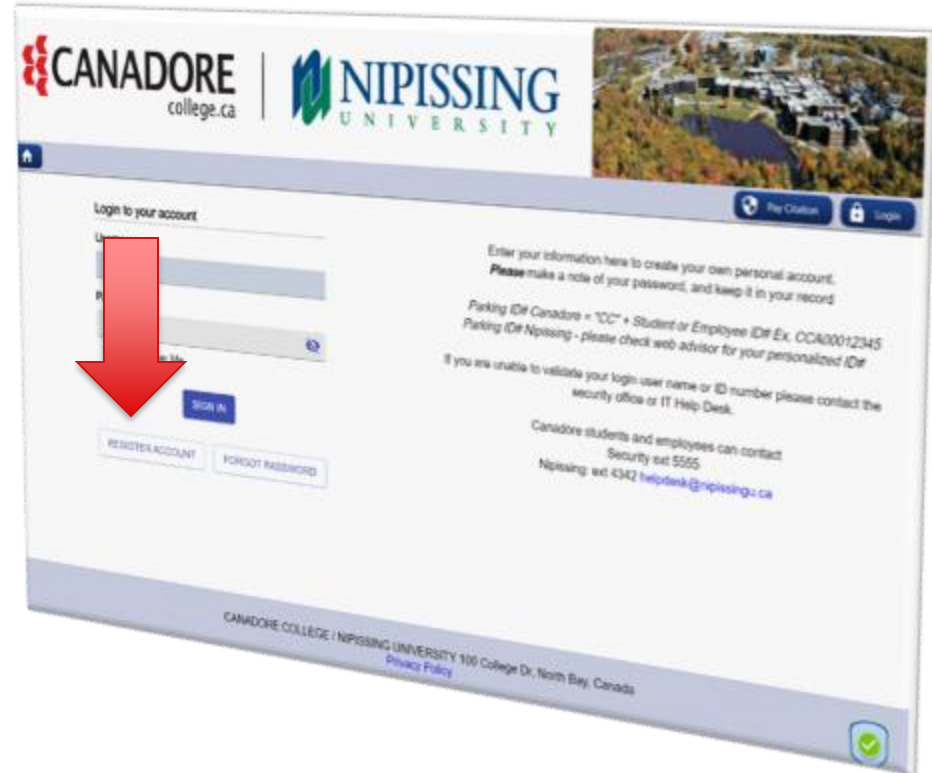 CANADORE
college.ca
NIPISSING
UNIVERSITY
Pay Citation
Login
Login to your account
SIGN IN
REGISTER ACCOUNT
FORGOT PASSWORD
Enter your information here to create your own personal account.
Please make a note of your password, and keep it in your record.
Parking ID# Canadore = "CC" + Student or Employee ID# Ex. CCA00012345
Parking ID# Nipissing - please check web advisor for your personalized ID#
If you are unable to validate your login user name or ID number please contact the
security office or IT Help Desk.
Canadore students and employees can contact
Security ext 5555
Nipissing: ext 4342 helpdesk@nipissingu.ca
CANADORE COLLEGE / NIPISSING UNIVERSITY 100 College Dr, North Bay, Canada
Privacy Policy